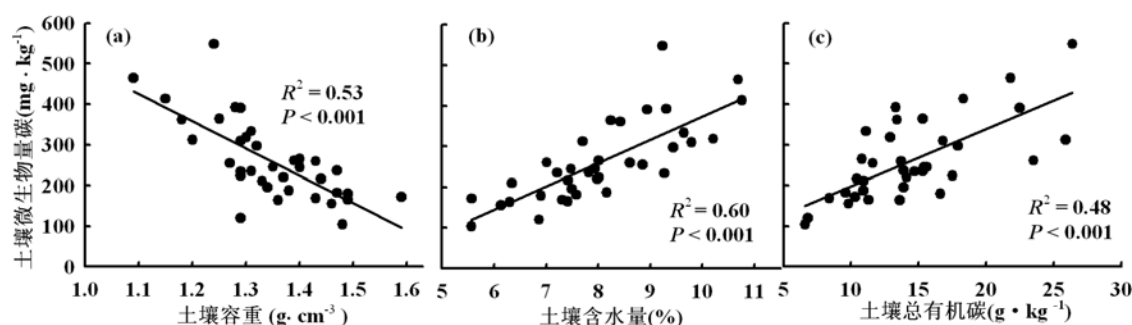 土壤微生物量碳(mg·kg⁻¹)
600
500
400
300
200
100
0
(a)
R² = 0.53
P < 0.001
1.0 1.1 1.2 1.3 1.4 1.5 1.6
土壤容重 (g· cm⁻³)
(b)
R² = 0.60
P < 0.001
5 6 7 8 9 10 11
土壤含水量(%)
(c)
R² = 0.48
P < 0.001
10 15 20 25 30
土壤总有机碳(g·kg⁻¹)